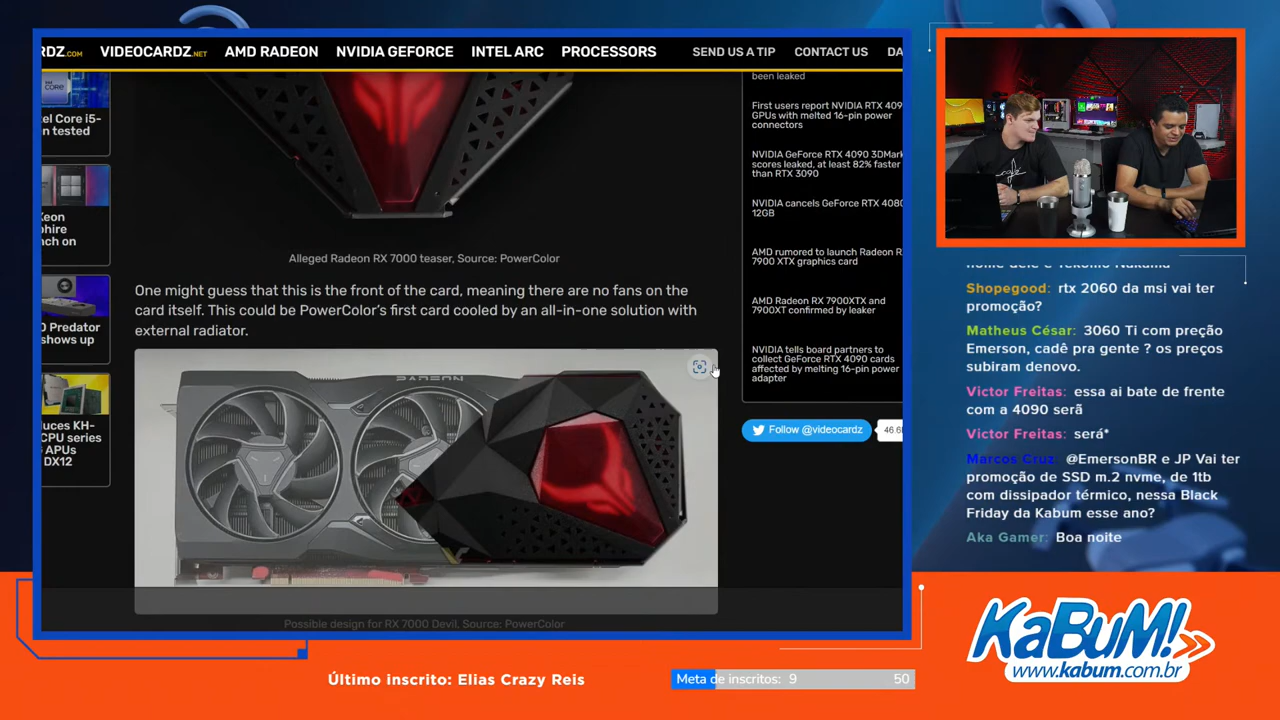 RDZ.COM VIDEOCARDZ.NET AMD RADEON NVIDIA GEFORCE INTEL ARC PROCESSORS SEND US A TIP CONTACT US
CORE
tel Core i5-
n tested
Xeon
phire
nch on
0 Predator
shows up
duces KH-
CPU series
APUs
DX12
Alleged Radeon RX 7000 teaser, Source: PowerColor
One might guess that this is the front of the card, meaning there are no fans on the
card itself. This could be PowerColor's first card cooled by an all-in-one solution with
external radiator.
RADEON
Possible design for RX 7000 Devil, Source: PowerColor
been leaked
First users report NVIDIA RTX 409
GPUs with melted 16-pin power
connectors
NVIDIA GeForce RTX 4090 3DMark
scores leaked, at least 82% faster
than RTX 3090
NVIDIA cancels GeForce RTX 4080
12GB
AMD rumored to launch Radeon R
7900 XTX graphics card
AMD Radeon RX 7900XTX and
7900XT confirmed by leaker
NVIDIA tells board partners to
collect GeForce RTX 4090 cards
affected by melting 16-pin power
adapter
Follow @videocardz
Shopegood: rtx 2060 da msi vai ter
promoção?
Matheus César: 3060 Ti com preção
Emerson, cadê pra gente ? os preços
subiram denovo.
Victor Freitas: essa ai bate de frente
com a 4090 serã
Victor Freitas: será*
Marcos Cruz: @EmersonBR e JP Vai ter
promoção de SSD m.2 nvme, de 1tb
com dissipador térmico, nessa Black
Friday da Kabum esse ano?
Aka Gamer: Boa noite
KaBuM!
www.kabum.com.br
Último inscrito: Elias Crazy Reis
Meta de inscritos: 9 50